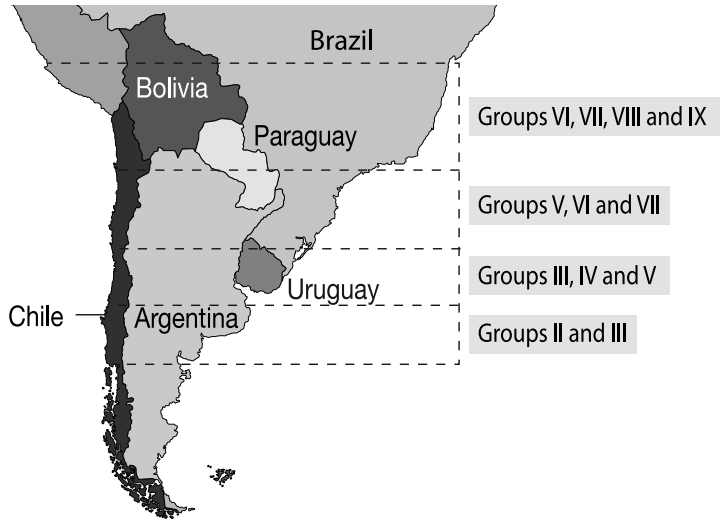 Brazil
Bolivia
Groups VI, VII, VIII and IX
Paraguay
Groups V, VI and VII
Groups III, IV and V
Uruguay
Chile
Argentina
Groups II and III